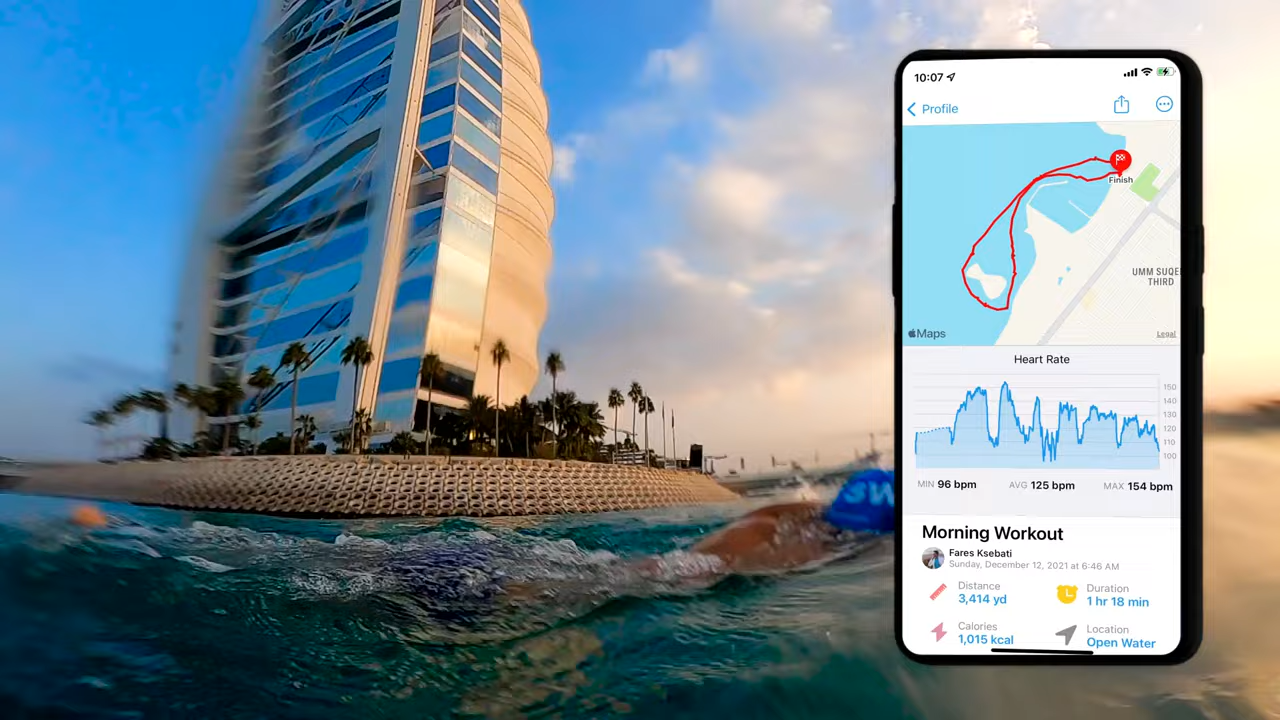 SW
10:07
Profile
Finish
UMM SUQE
THIRD
Maps
Legal
Heart Rate
150
140
130
120
110
100
MIN 96 bpm AVG 125 bpm MAX 154 bpm
Morning Workout
Fares Ksebati
Sunday, December 12, 2021 at 6:46 AM
Distance
3,414 yd
Duration
1 hr 18 min
Calories
1,015 kcal
Location
Open Water